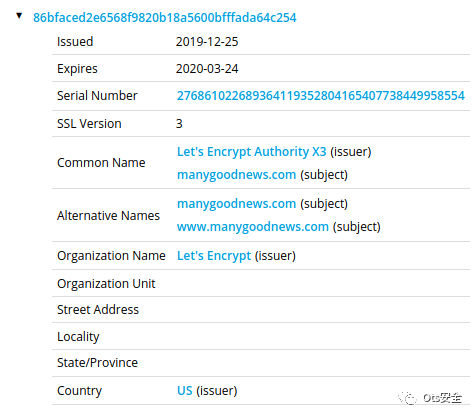 86bfaced2e6568f9820b18a5600bfffada64c254
Issued 2019-12-25
Expires 2020-03-24
Serial Number 276861022689364119352804165407738449958554
SSL Version 3
Common Name
Let's Encrypt Authority X3 (issuer)
manygoodnews.com (subject)
Alternative Names
manygoodnews.com (subject)
www.manygoodnews.com (subject)
Organization Name Let's Encrypt (issuer)
Organization Unit
Street Address
Locality
State/Province
Country US (issuer)
Ots安全